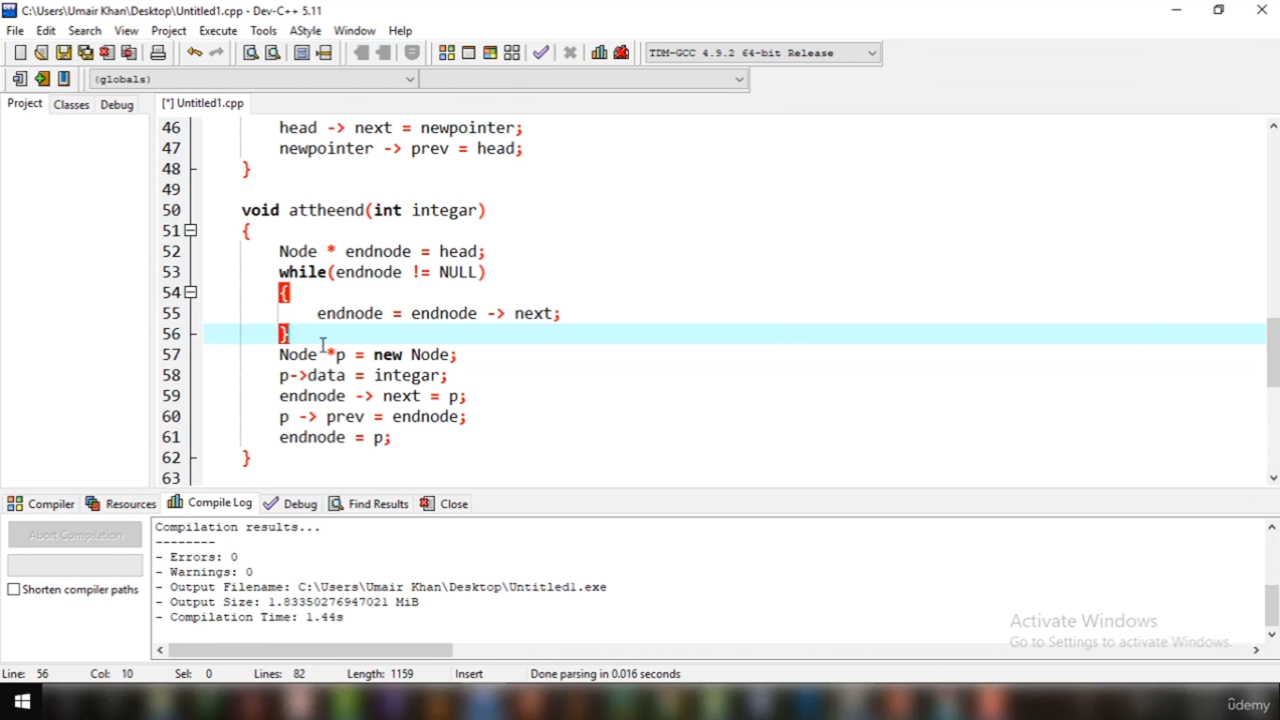 C:\Users\Umair Khan\Desktop\Untitled1.cpp - Dev-C++ 5.11
File Edit Search View Project Execute Tools AStyle Window Help
TDM-GCC 4.9.2 64-bit Release
(globals)
Project Classes Debug [*] Untitled1.cpp
46 head -> next = newpointer;
47 newpointer -> prev = head;
48 }
49
50 void attheend(int integar)
51 {
52 Node * endnode = head;
53 while(endnode != NULL)
54 {
55 endnode = endnode -> next;
56 }
57 Node *p = new Node;
58 p->data = integar;
59 endnode -> next = p;
60 p -> prev = endnode;
61 endnode = p;
62 }
63
Compiler Resources Compile Log Debug Find Results Close
Abort Compilation
Shorten compiler paths
Compilation results...
--------
- Errors: 0
- Warnings: 0
- Output Filename: C:\Users\Umair Khan\Desktop\Untitled1.exe
- Output Size: 1.83350276947021 MiB
- Compilation Time: 1.44s
Activate Windows
Go to Settings to activate Windows.
Line: 56 Col: 10 Sel: 0 Lines: 82 Length: 1159 Insert Done parsing in 0.016 seconds
ûdemy